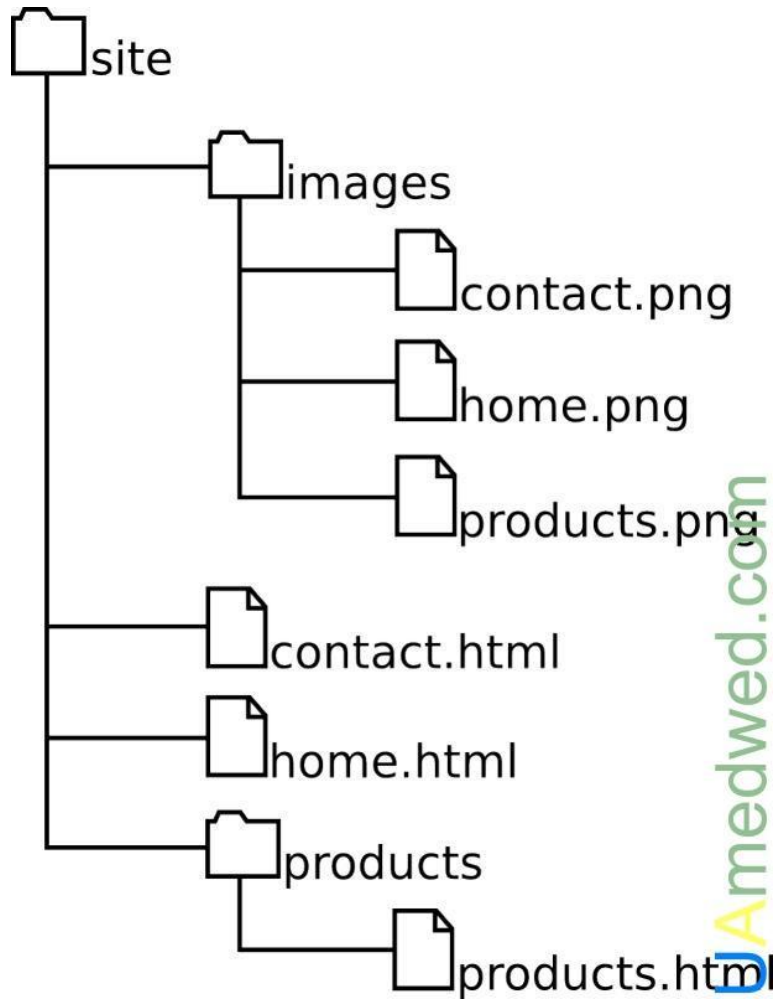 site
images
contact.png
home.png
products.png
contact.html
home.html
products
products.html
UAmedwed.com